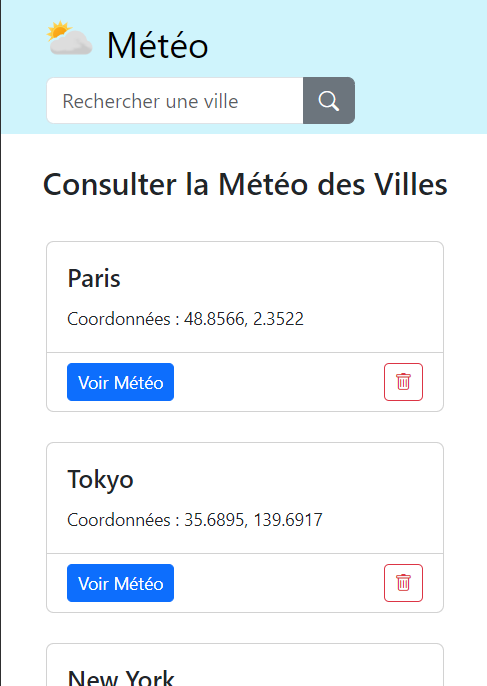 Météo
Rechercher une ville
Consulter la Météo des Villes
Paris
Coordonnées : 48.8566, 2.3522
Voir Météo
Tokyo
Coordonnées : 35.6895, 139.6917
Voir Météo
New York